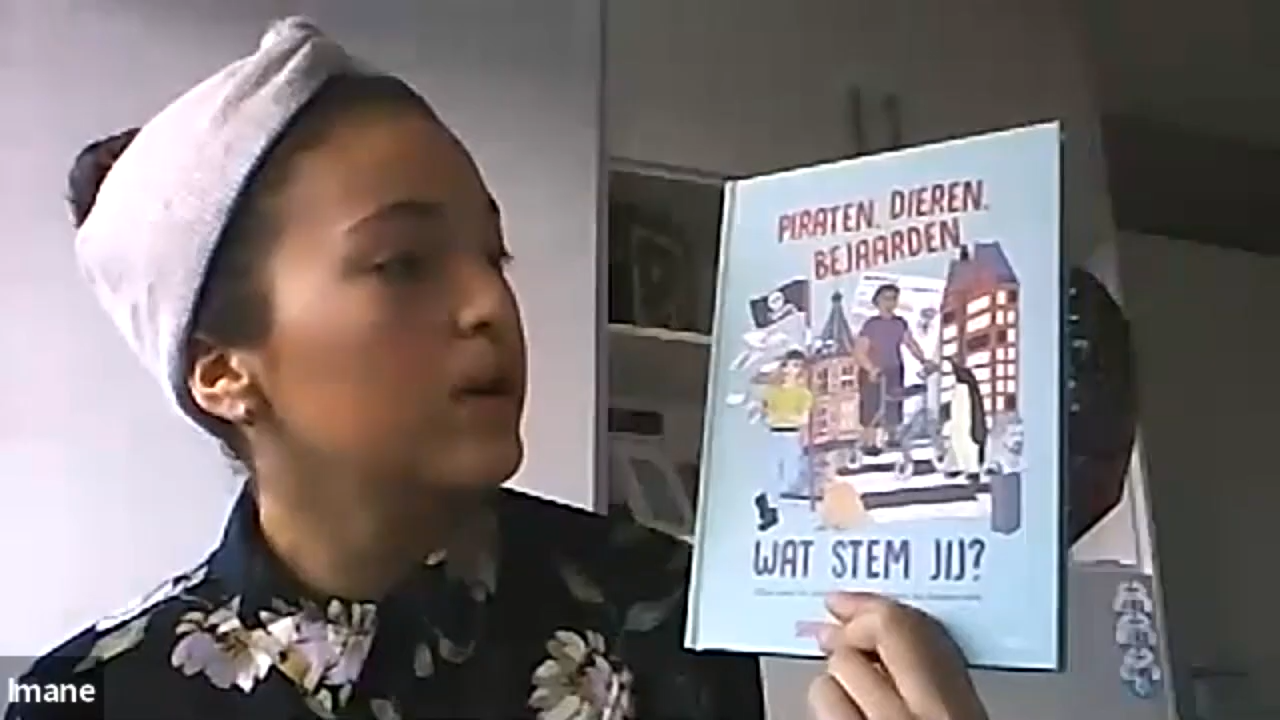 PIRATEN, DIEREN,
BEJAARDEN
WAT STEM JIJ?
Imane